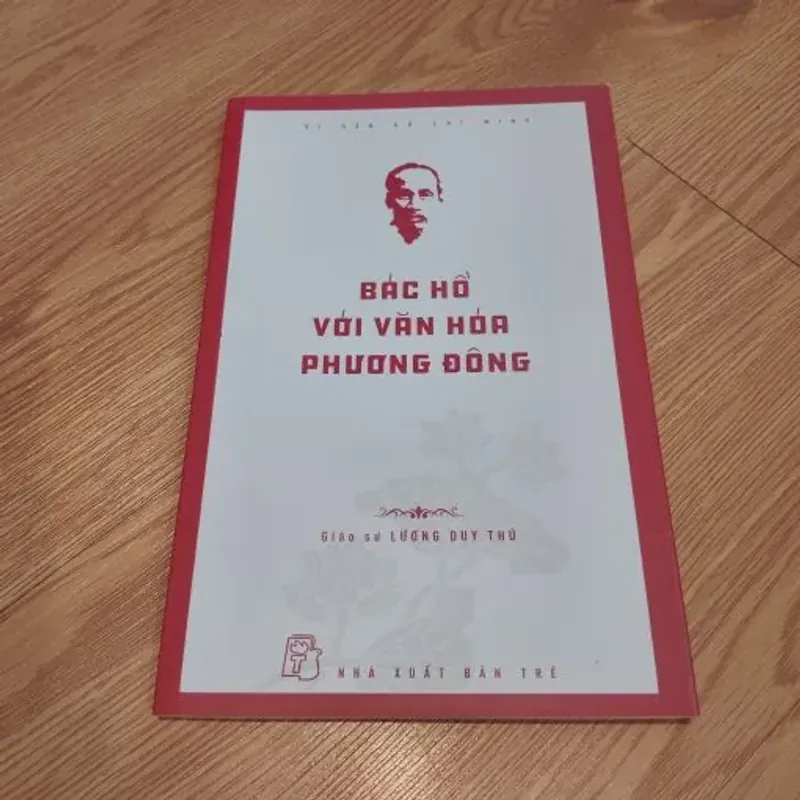 DI SẢN HỒ CHÍ MINH
BÁC HỒ
VỚI VĂN HÓA
PHƯƠNG ĐÔNG
Giáo sư LƯƠNG DUY THỨ
T
NHÀ XUẤT BẢN TRẺ